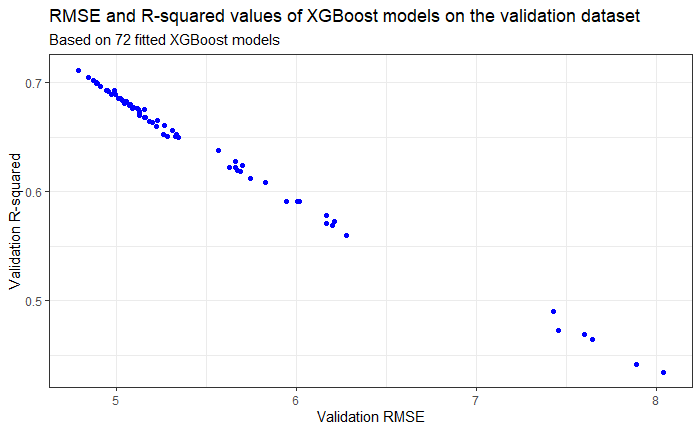 RMSE and R-squared values of XGBoost models on the validation dataset
Based on 72 fitted XGBoost models
0.7
0.6
0.5
Validation R-squared
5 6 7 8
Validation RMSE